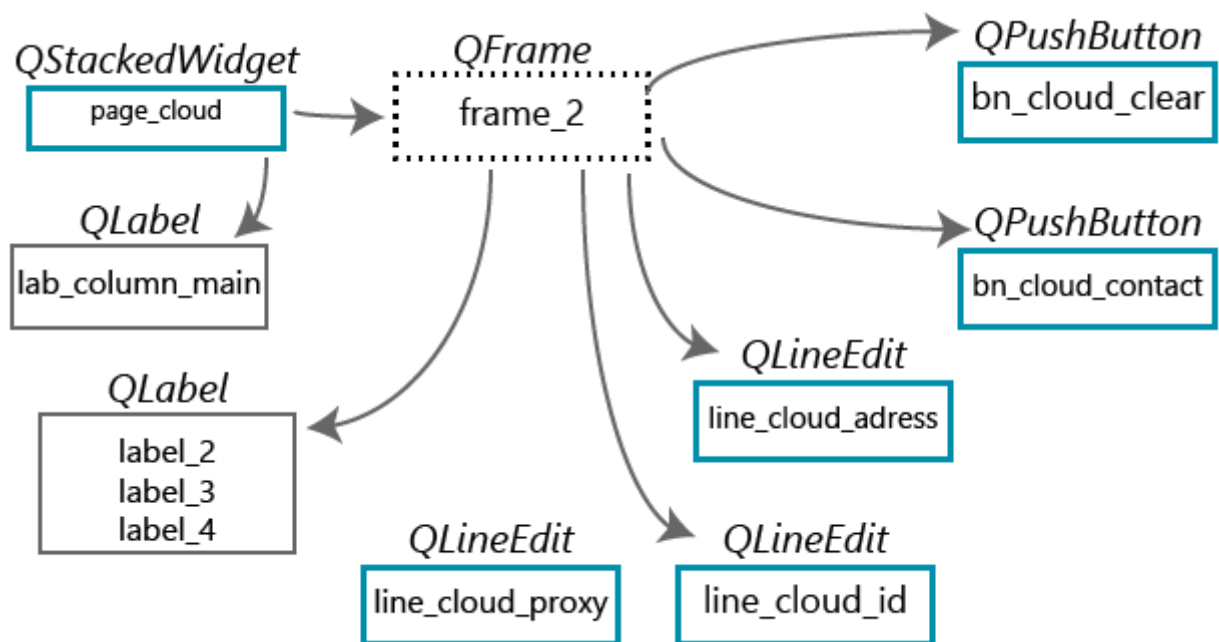 QStackedWidget
page_cloud
QFrame
frame_2
QPushButton
bn_cloud_clear
QLabel
lab_column_main
QPushButton
bn_cloud_contact
QLabel
label_2
label_3
label_4
QLineEdit
line_cloud_adress
QLineEdit
line_cloud_proxy
QLineEdit
line_cloud_id